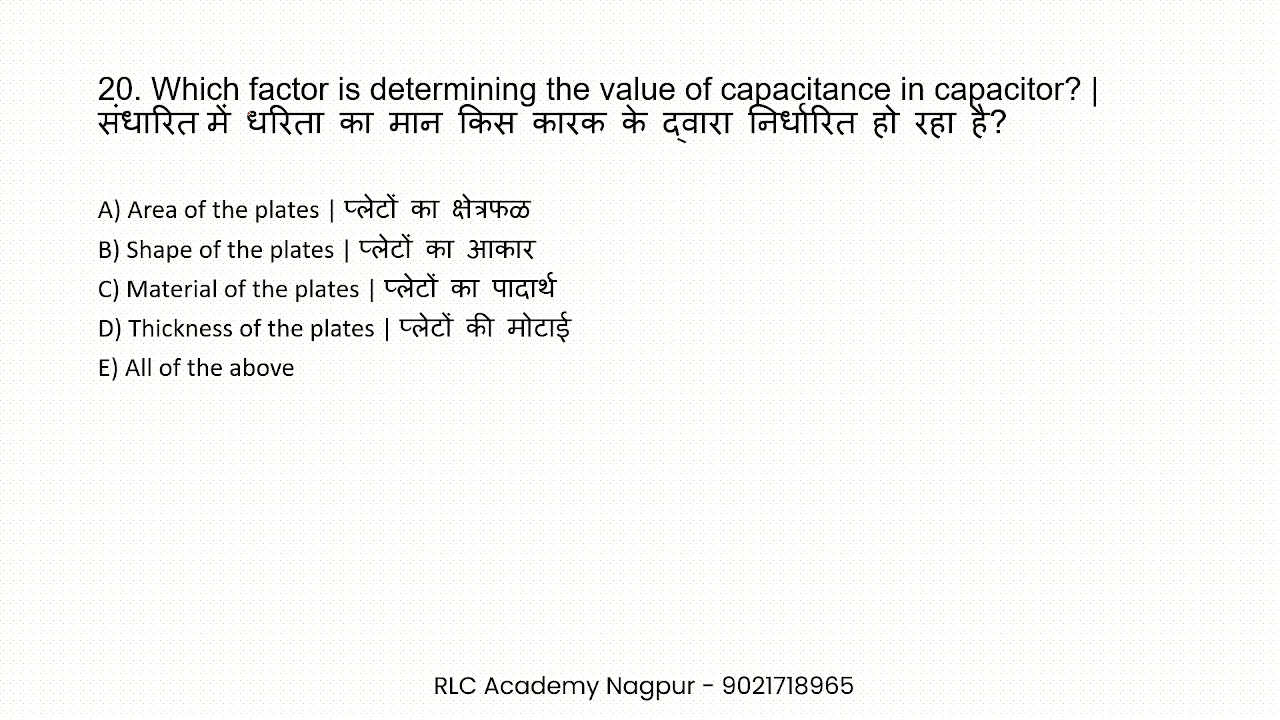 20. Which factor is determining the value of capacitance in capacitor? |
संधारित में धरिता का मान किस कारक के द्वारा निर्धारित हो रहा है?
A) Area of the plates | प्लेटों का क्षेत्रफळ
B) Shape of the plates | प्लेटों का आकार
C) Material of the plates | प्लेटों का पादार्थ
D) Thickness of the plates | प्लेटों की मोटाई
E) All of the above
RLC Academy Nagpur - 9021718965